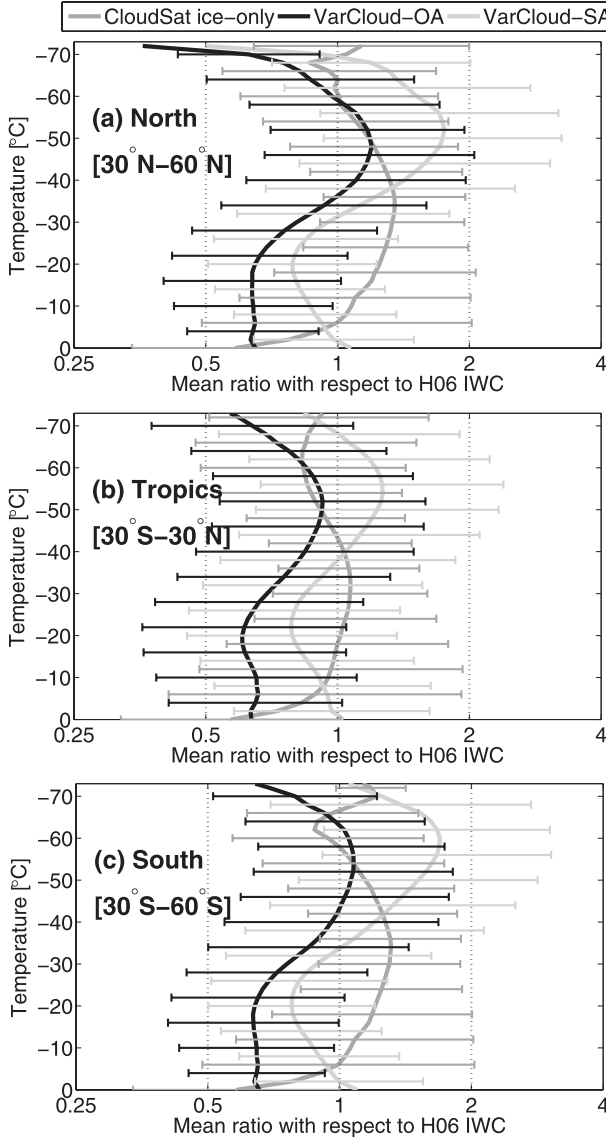 CloudSat ice-only VarCloud-OA VarCloud-SA
Temperature [°C]
−70
−60
−50
−40
−30
−20
−10
0
(a) North
[30°N−60°N]
0.25 0.5 1 2 4
Mean ratio with respect to H06 IWC
Temperature [°C]
−70
−60
−50
−40
−30
−20
−10
0
(b) Tropics
[30°S−30°N]
0.25 0.5 1 2 4
Mean ratio with respect to H06 IWC
Temperature [°C]
−70
−60
−50
−40
−30
−20
−10
0
(c) South
[30°S−60°S]
0.25 0.5 1 2 4
Mean ratio with respect to H06 IWC